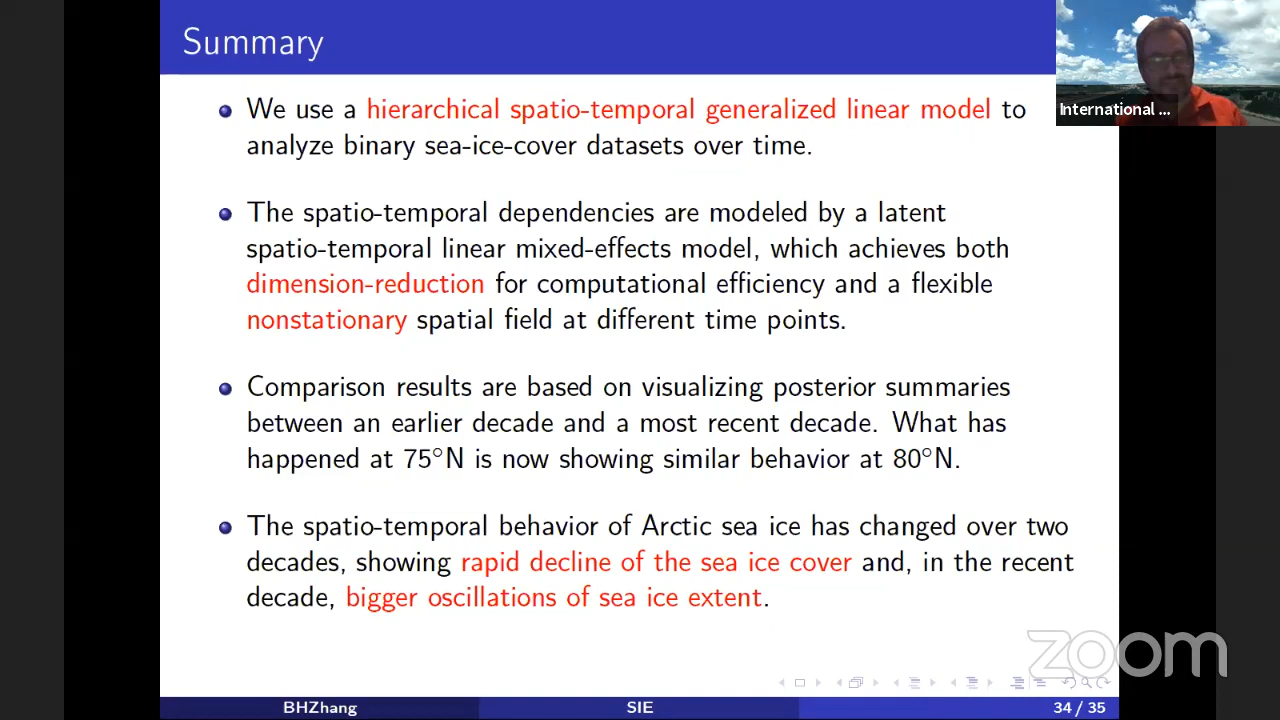 Summary
International ...
We use a hierarchical spatio-temporal generalized linear model to
analyze binary sea-ice-cover datasets over time.
The spatio-temporal dependencies are modeled by a latent
spatio-temporal linear mixed-effects model, which achieves both
dimension-reduction for computational efficiency and a flexible
nonstationary spatial field at different time points.
Comparison results are based on visualizing posterior summaries
between an earlier decade and a most recent decade. What has
happened at 75°N is now showing similar behavior at 80°N.
The spatio-temporal behavior of Arctic sea ice has changed over two
decades, showing rapid decline of the sea ice cover and, in the recent
decade, bigger oscillations of sea ice extent.
zoom
BHZhang SIE 34 / 35